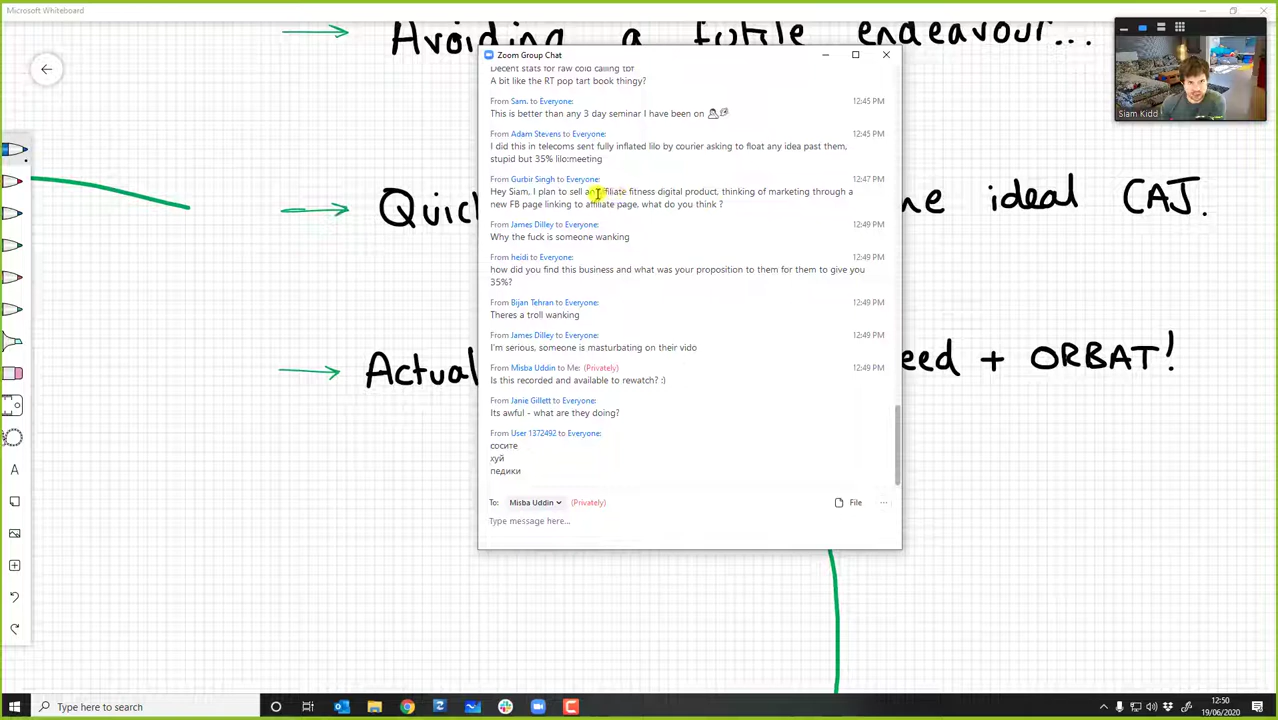 Microsoft Whiteboard
Avoiding a futile endeavour...
Zoom Group Chat
Decent stats for raw cold calling tbf
A bit like the RT pop tart book thingy?
From Sam. to Everyone: 12:45 PM
This is better than any 3 day seminar I have been on
From Adam Stevens to Everyone: 12:45 PM
I did this in telecoms sent fully inflated lilo by courier asking to float any idea past them,
stupid but 35% lilo:meeting
From Gurbir Singh to Everyone: 12:47 PM
Hey Siam, I plan to sell an affiliate fitness digital product, thinking of marketing through a
new FB page linking to affiliate page, what do you think ?
From James Dilley to Everyone: 12:49 PM
Why the fuck is someone wanking
From heidi to Everyone: 12:49 PM
how did you find this business and what was your proposition to them for them to give you
35%?
From Bijan Tehran to Everyone: 12:49 PM
Theres a troll wanking
From James Dilley to Everyone: 12:49 PM
I'm serious, someone is masturbating on their vido
From Misba Uddin to Me: (Privately) 12:49 PM
Is this recorded and available to rewatch? :)
From Janie Gillett to Everyone:
Its awful - what are they doing?
From User 1372492 to Everyone:
сосите
хуй
педики
To: Misba Uddin (Privately) File ...
Type message here...
Siam Kidd
ideal CAJ.
+ ORBAT!
A
Type here to search
12:50
19/06/2020